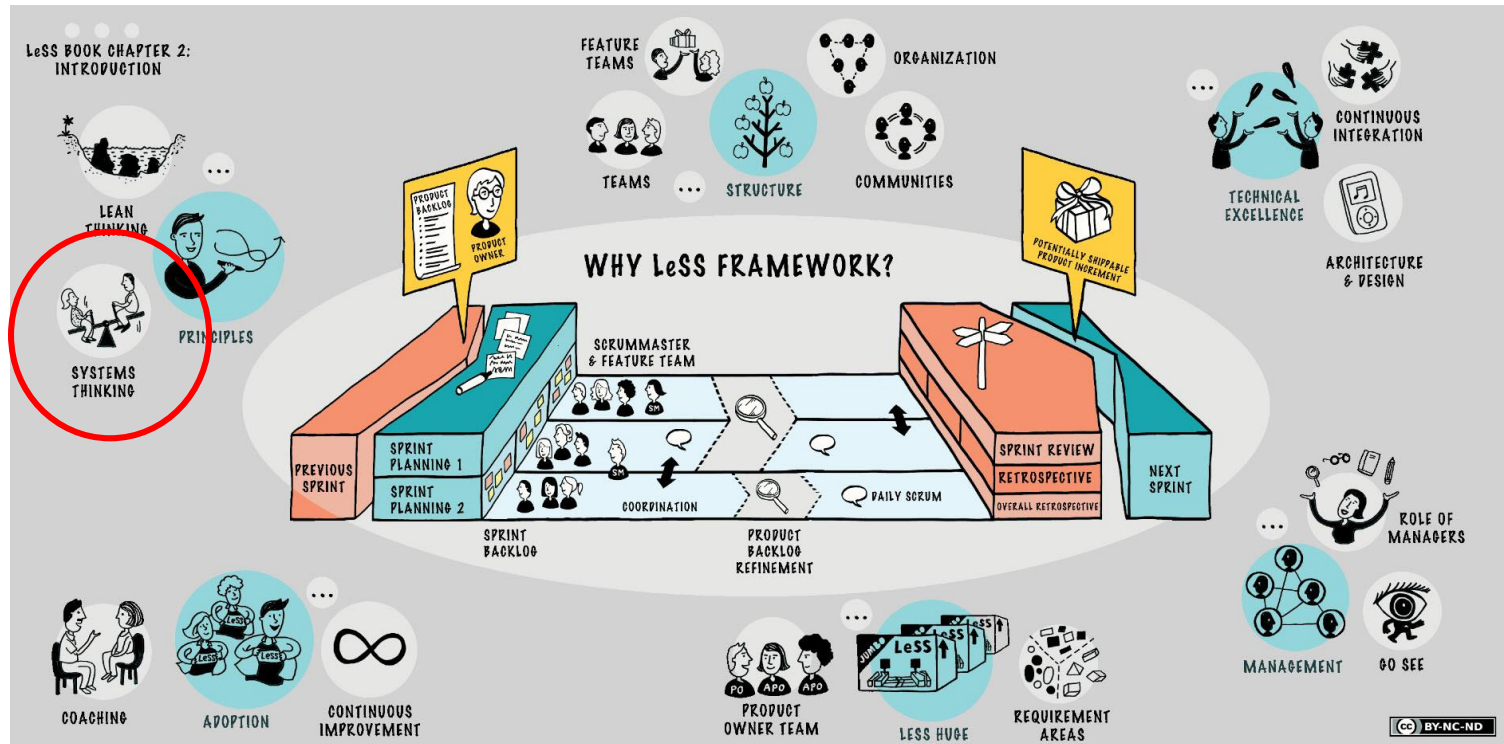 LeSS BOOK CHAPTER 2:
INTRODUCTION
LEAN
THINKING
PRINCIPLES
SYSTEMS
THINKING
FEATURE
TEAMS
ORGANIZATION
TEAMS
...
STRUCTURE
COMMUNITIES
...
CONTINUOUS
INTEGRATION
TECHNICAL
EXCELLENCE
ARCHITECTURE
& DESIGN
...
PRODUCT
BACKLOG
PRODUCT
OWNER
WHY LeSS FRAMEWORK?
POTENTIALLY SHIPPABLE
PRODUCT INCREMENT
SCRUMMASTER
& FEATURE TEAM
SM
SM
PREVIOUS
SPRINT
SPRINT
PLANNING 1
SPRINT
PLANNING 2
COORDINATION
DAILY SCRUM
SPRINT REVIEW
RETROSPECTIVE
OVERALL RETROSPECTIVE
NEXT
SPRINT
SPRINT
BACKLOG
PRODUCT
BACKLOG
REFINEMENT
...
ROLE OF
MANAGERS
MANAGEMENT
GO SEE
...
LeSS
LeSS
LeSS
COACHING
ADOPTION
CONTINUOUS
IMPROVEMENT
...
PO
APO
APO
PRODUCT
OWNER TEAM
JUMBO
LeSS
LeSS
LeSS
LESS HUGE
REQUIREMENT
AREAS
cc BY-NC-ND